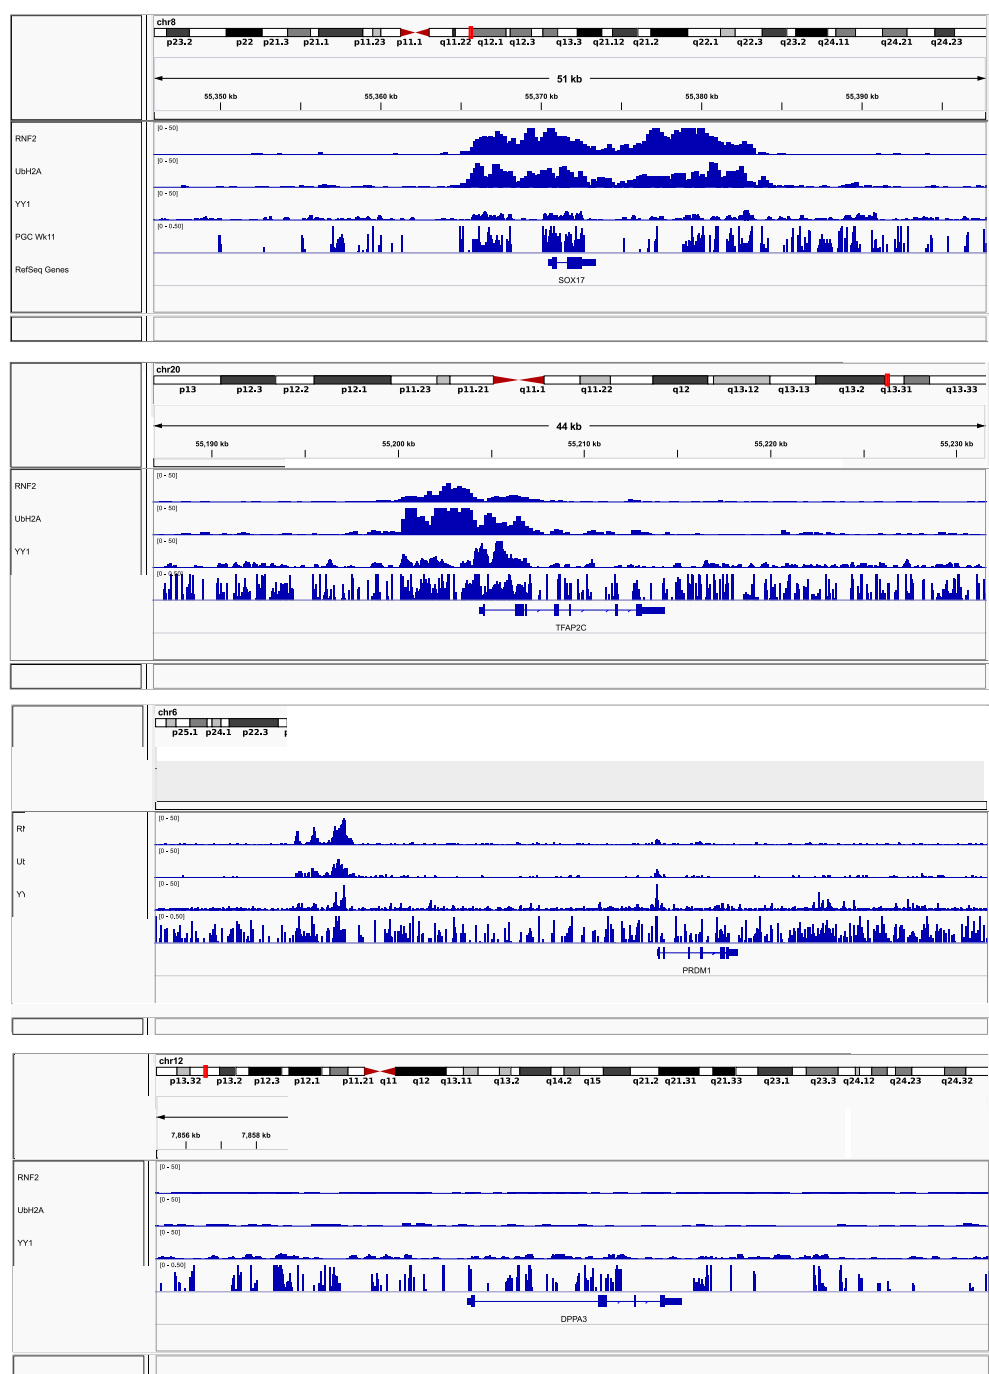 chr8
p23.2 p22 p21.3 p21.1 p11.23 p11.1 q11.22 q12.1 q12.3 q13.3 q21.12 q21.2 q22.1 q22.3 q23.2 q24.11 q24.21 q24.23
51 kb
55,350 kb 55,360 kb 55,370 kb 55,380 kb 55,390 kb
[0 - 50]
RNF2
[0 - 50]
UbH2A
[0 - 50]
YY1
[0 - 0.50]
PGC Wk11
RefSeq Genes
SOX17
chr20
p13 p12.3 p12.2 p12.1 p11.23 p11.21 q11.1 q11.22 q12 q13.12 q13.13 q13.2 q13.31 q13.33
44 kb
55,190 kb 55,200 kb 55,210 kb 55,220 kb 55,230 kb
[0 - 50]
RNF2
[0 - 50]
UbH2A
[0 - 50]
YY1
[0 - 0.50]
TFAP2C
chr6
p25.1 p24.1 p22.3
[0 - 50]
[0 - 50]
[0 - 50]
[0 - 0.50]
PRDM1
chr12
p13.32 p13.2 p12.3 p12.1 p11.21 q11 q12 q13.11 q13.2 q14.2 q15 q21.2 q21.31 q21.33 q23.1 q23.3 q24.12 q24.23 q24.32
7,856 kb 7,858 kb
[0 - 50]
RNF2
[0 - 50]
UbH2A
[0 - 50]
YY1
[0 - 0.50]
DPPA3